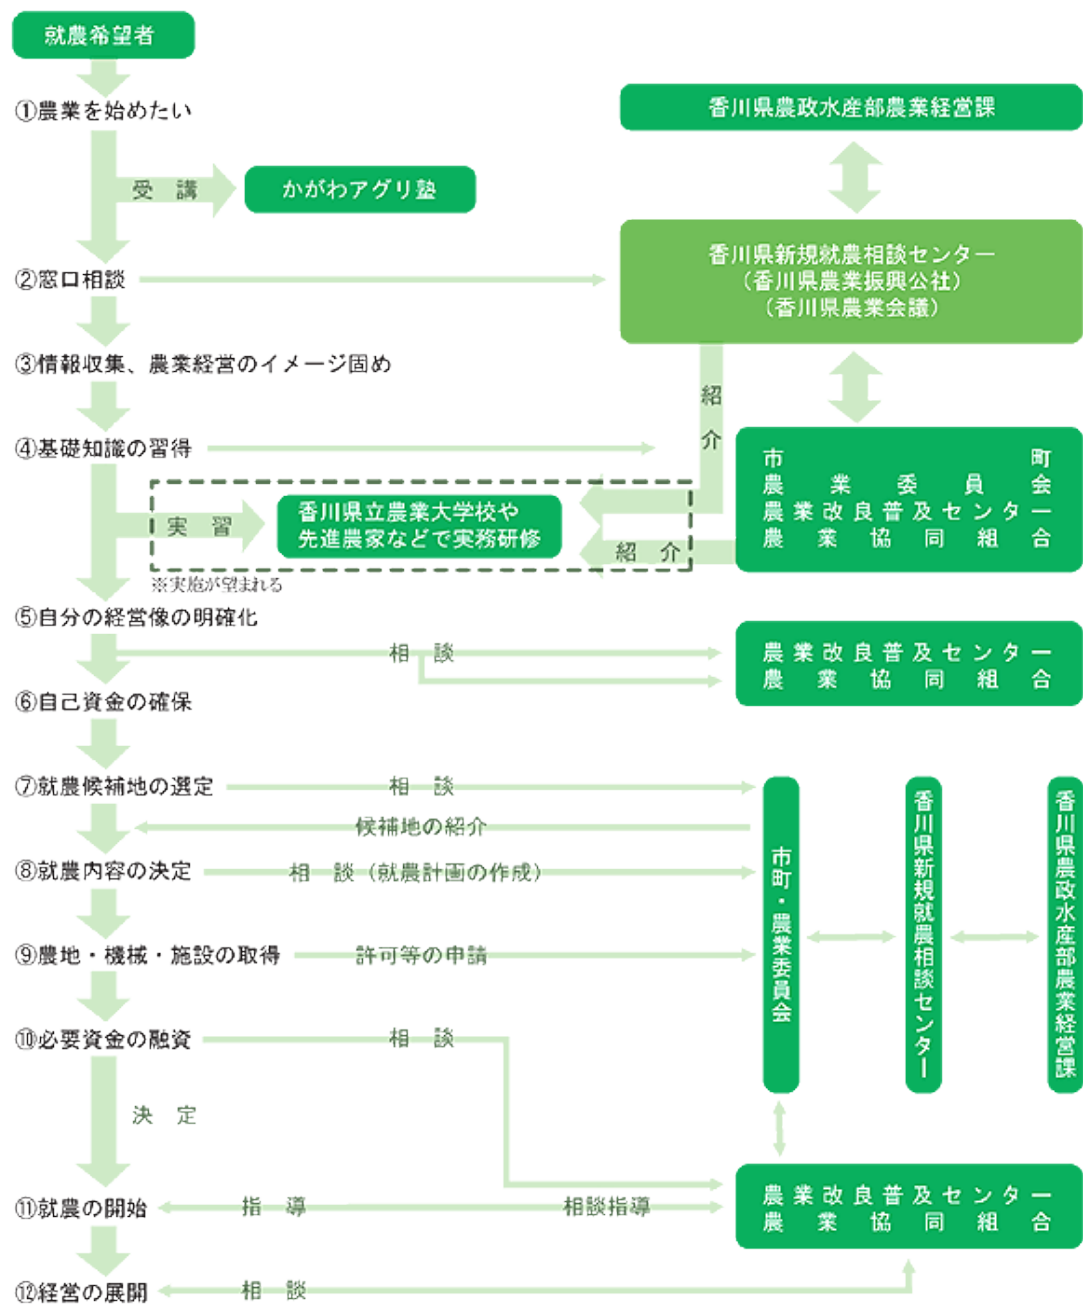 就農希望者
①農業を始めたい
香川県農政水産部農業経営課
受　講
かがわアグリ塾
②窓口相談
香川県新規就農相談センター
（香川県農業振興公社）
（香川県農業会議）
③情報収集、農業経営のイメージ固め
紹介
④基礎知識の習得
市町
農業委員会
農業改良普及センター
農業協同組合
実　習
香川県立農業大学校や
先進農家などで実務研修
紹　介
※実施が望まれる
⑤自分の経営像の明確化
相　談
農業改良普及センター
農業協同組合
⑥自己資金の確保
⑦就農候補地の選定
相　談
候補地の紹介
市町・農業委員会
香川県新規就農相談センター
香川県農政水産部農業経営課
⑧就農内容の決定
相　談（就農計画の作成）
⑨農地・機械・施設の取得
許可等の申請
⑩必要資金の融資
相　談
決　定
農業改良普及センター
農業協同組合
⑪就農の開始
指　導
相談指導
⑫経営の展開
相　談